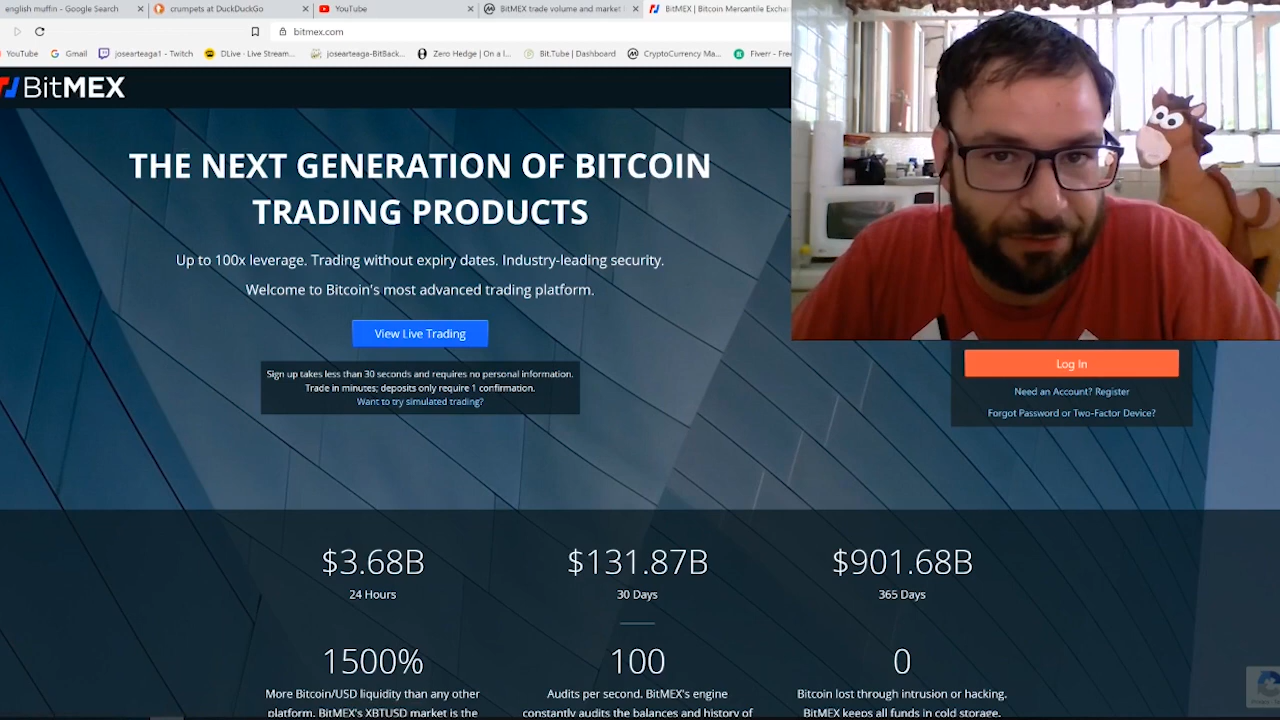 english muffin - Google Search
crumpets at DuckDuckGo
YouTube
BitMEX trade volume and market
BitMEX | Bitcoin Mercantile Excha
bitmex.com
YouTube
Gmail
josearteaga1 - Twitch
DLive · Live Stream...
josearteaga-BitBack...
Zero Hedge | On a l...
Bit.Tube | Dashboard
CryptoCurrency Ma...
Fiverr - Fre
BitMEX
THE NEXT GENERATION OF BITCOIN
TRADING PRODUCTS
Up to 100x leverage. Trading without expiry dates. Industry-leading security.
Welcome to Bitcoin's most advanced trading platform.
View Live Trading
Sign up takes less than 30 seconds and requires no personal information.
Trade in minutes; deposits only require 1 confirmation.
Want to try simulated trading?
Log In
Need an Account? Register
Forgot Password or Two-Factor Device?
$3.68B
24 Hours
$131.87B
30 Days
$901.68B
365 Days
1500%
More Bitcoin/USD liquidity than any other
platform. BitMEX's XBTUSD market is the
100
Audits per second. BitMEX's engine
constantly audits the balances and history of
0
Bitcoin lost through intrusion or hacking.
BitMEX keeps all funds in cold storage.